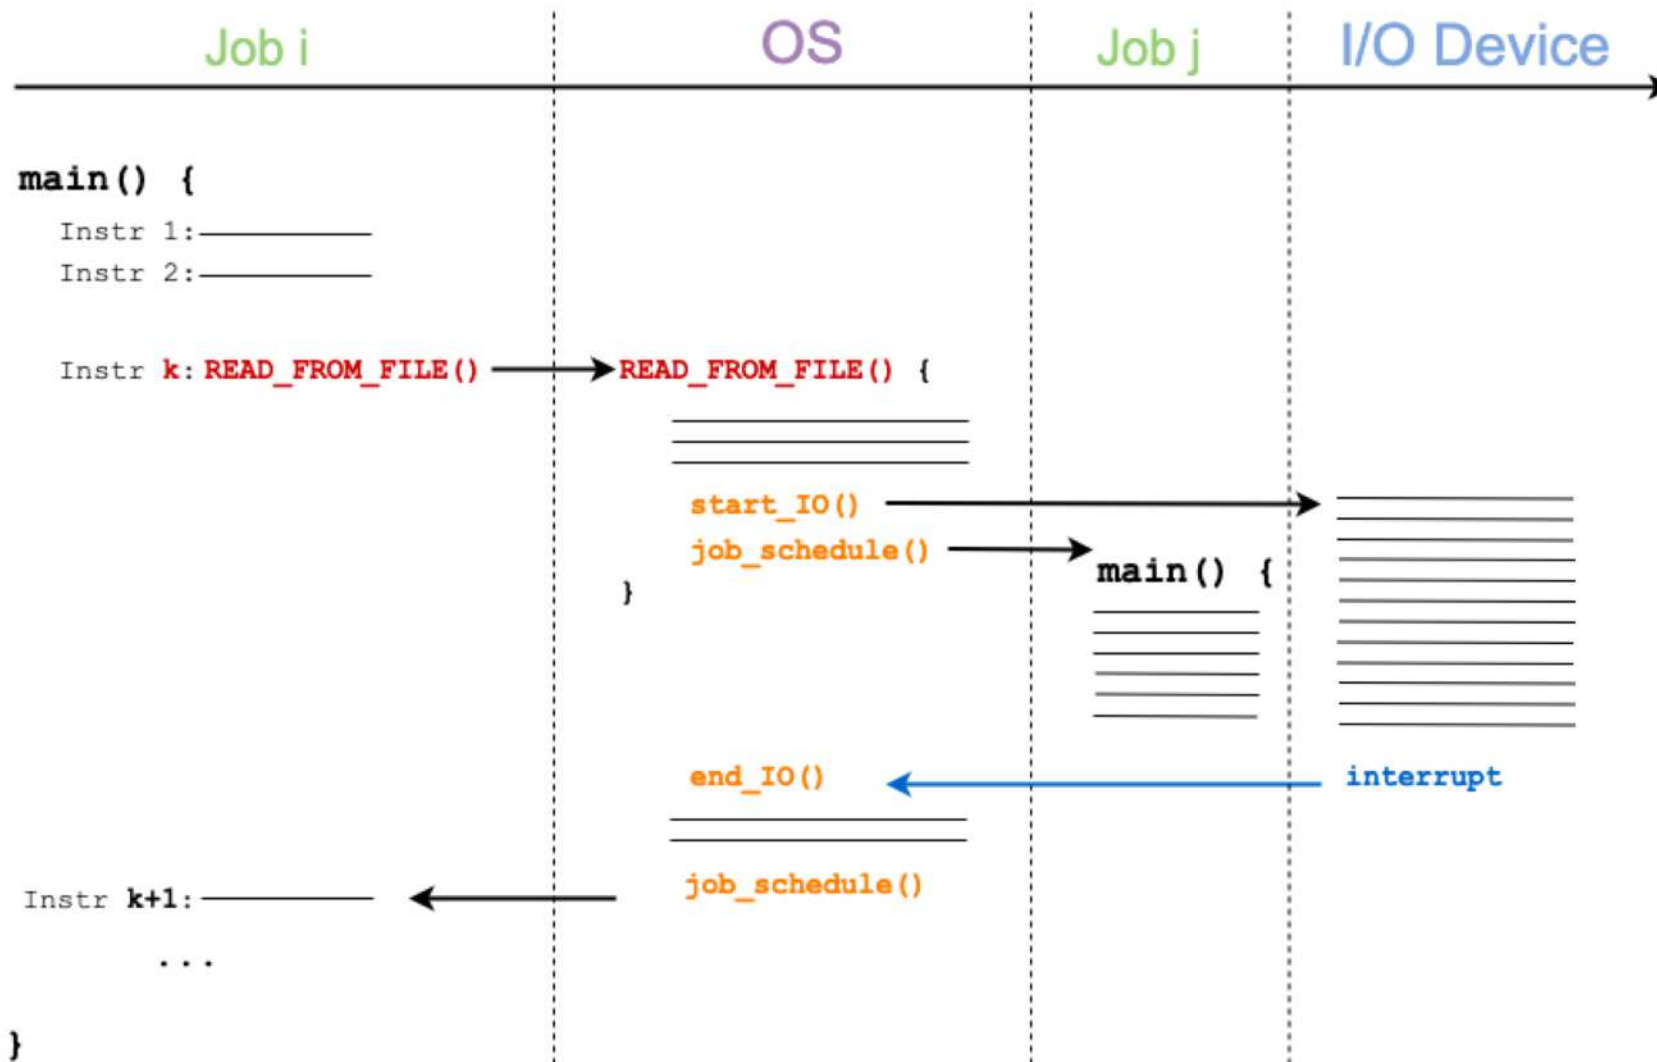 Job i OS Job j I/O Device
main() {
Instr 1:
Instr 2:
Instr k: READ_FROM_FILE() READ_FROM_FILE() {
start_IO()
job_schedule()
main() {
}
end_IO() interrupt
job_schedule()
Instr k+1:
...
}